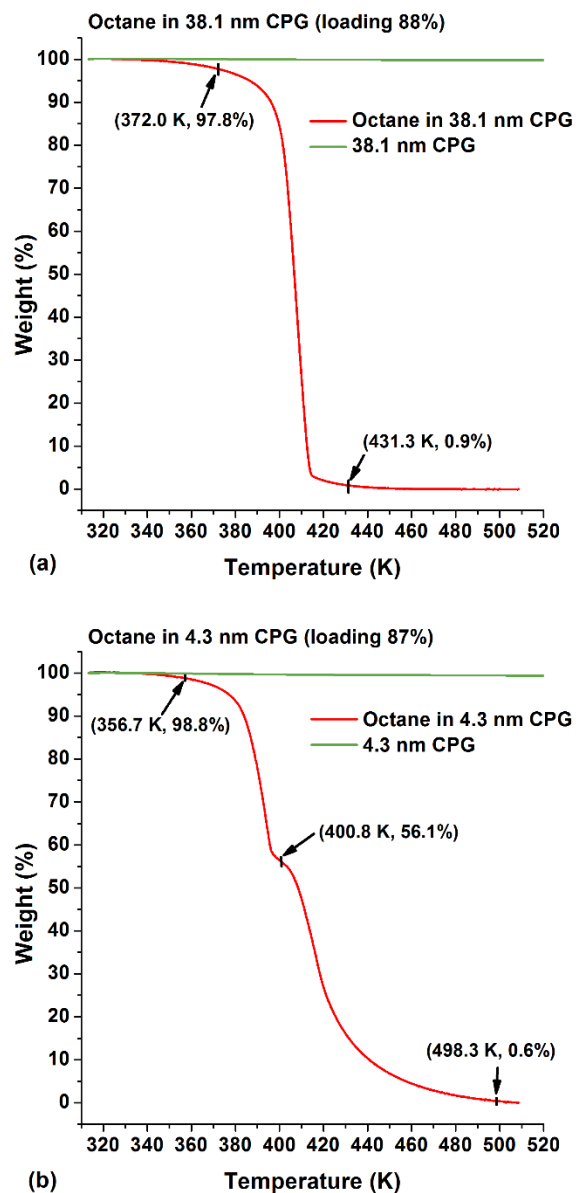 Octane in 38.1 nm CPG (loading 88%)
100
90
80
70
60
50
40
30
20
10
0
Weight (%)
(372.0 K, 97.8%)
Octane in 38.1 nm CPG
38.1 nm CPG
(431.3 K, 0.9%)
320 340 360 380 400 420 440 460 480 500 520
(a)
Temperature (K)
Octane in 4.3 nm CPG (loading 87%)
100
90
80
70
60
50
40
30
20
10
0
Weight (%)
(356.7 K, 98.8%)
Octane in 4.3 nm CPG
4.3 nm CPG
(400.8 K, 56.1%)
(498.3 K, 0.6%)
320 340 360 380 400 420 440 460 480 500 520
(b)
Temperature (K)